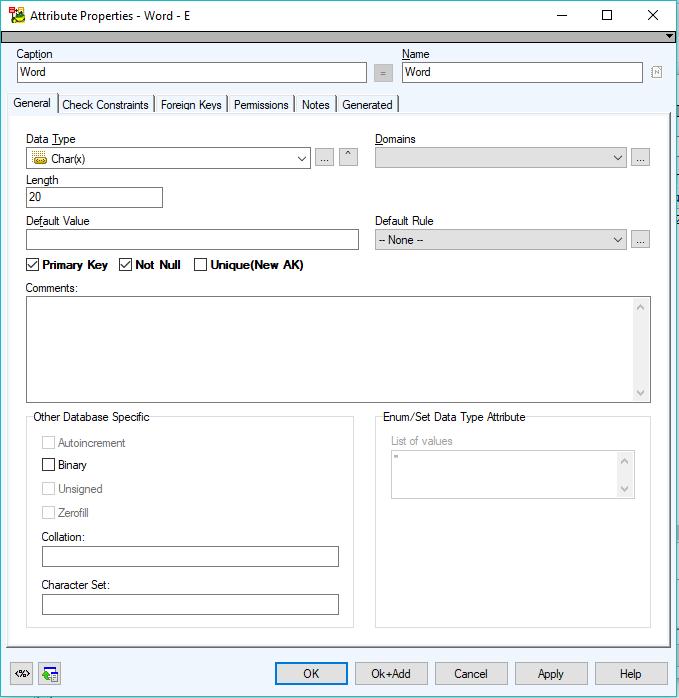 Attribute Properties - Word - E
Caption
Name
Word
=
Word
N
General
Check Constraints
Foreign Keys
Permissions
Notes
Generated
Data Type
Domains
Char(x)
...
^
...
Length
20
Default Value
Default Rule
-- None --
...
Primary Key
Not Null
Unique(New AK)
Comments:
Other Database Specific
Enum/Set Data Type Attribute
Autoincrement
List of values
Binary
''
Unsigned
Zerofill
Collation:
Character Set:
<%>
OK
Ok+Add
Cancel
Apply
Help